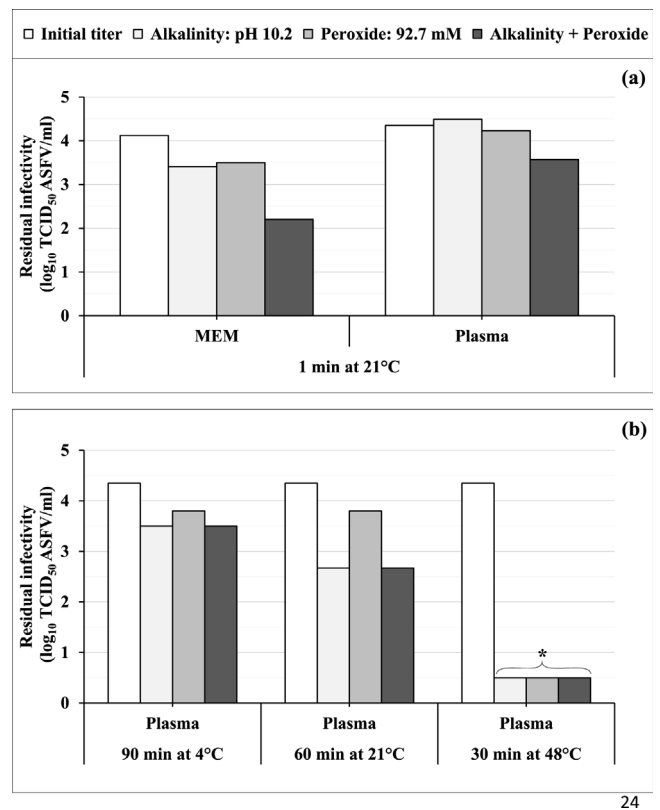 Initial titer Alkalinity: pH 10.2 Peroxide: 92.7 mM Alkalinity + Peroxide
(a)
Residual infectivity
(log₁₀ TCID₅₀ ASFV/ml)
5
4
3
2
1
0
MEM Plasma
1 min at 21°C
(b)
Residual infectivity
(log₁₀ TCID₅₀ ASFV/ml)
5
4
3
2
1
0
*
Plasma Plasma Plasma
90 min at 4°C 60 min at 21°C 30 min at 48°C
24